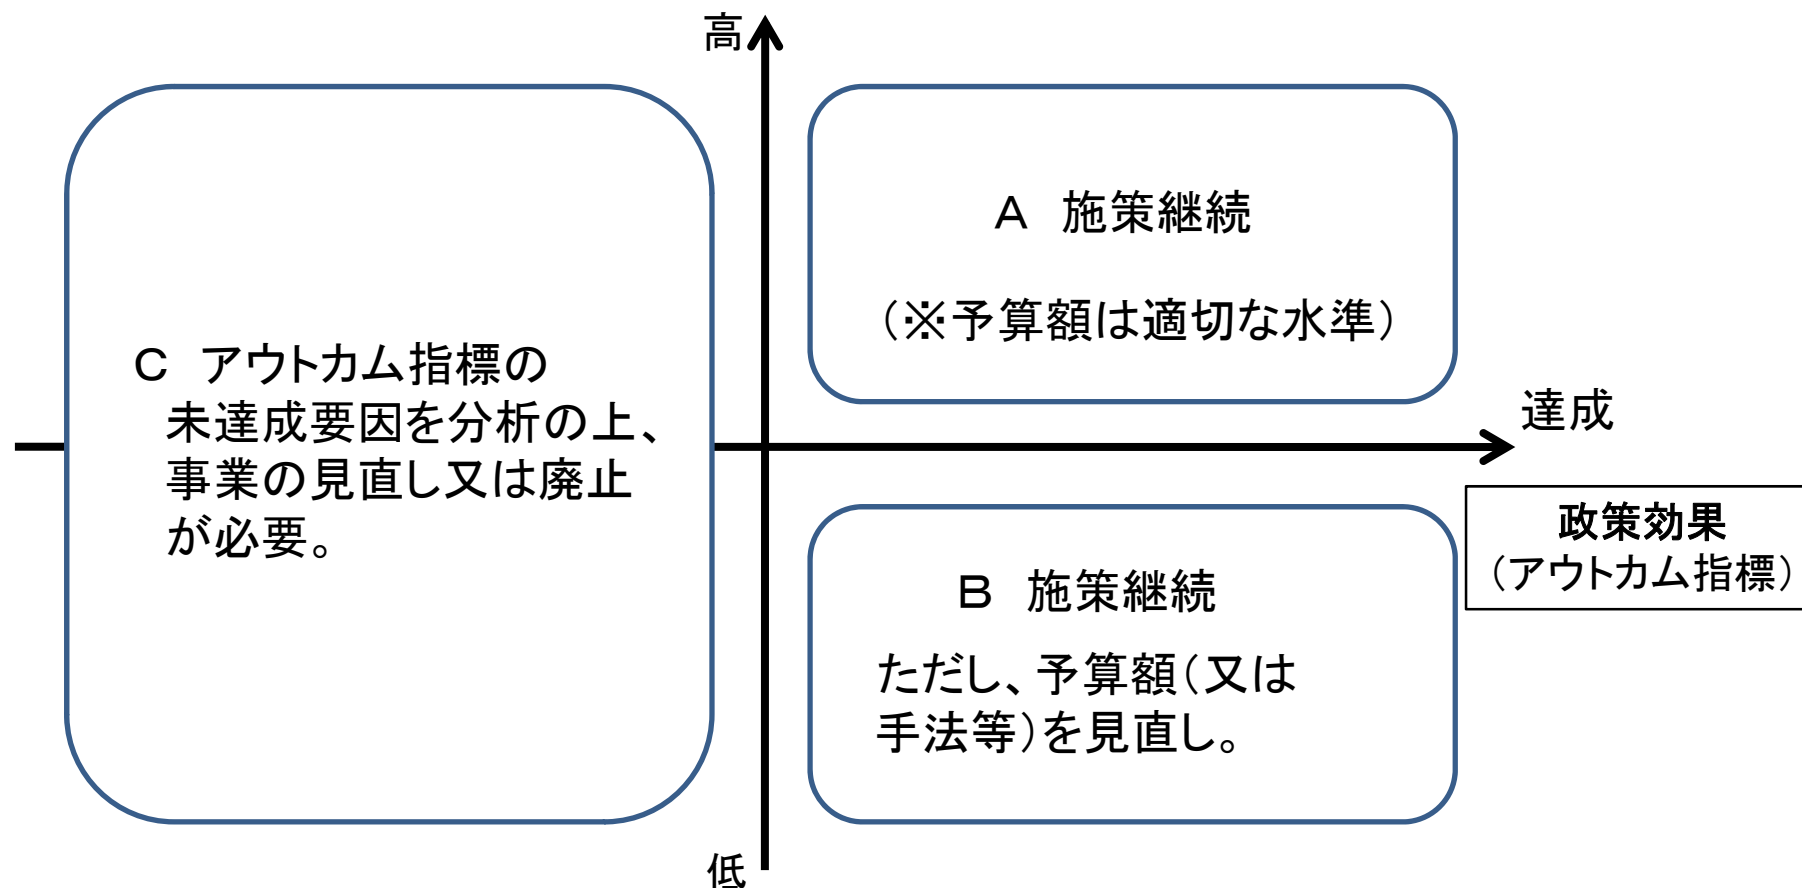 高
A 施策継続
（※予算額は適切な水準）
C アウトカム指標の
未達成要因を分析の上、
事業の見直し又は廃止
が必要。
達成
政策効果
（アウトカム指標）
B 施策継続
ただし、予算額（又は
手法等）を見直し。
低